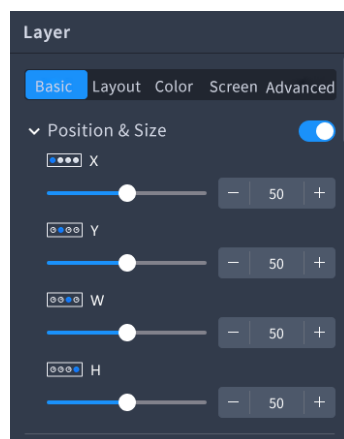 Layer
Basic Layout Color Screen Advanced
Position & Size
X
50
Y
50
W
50
H
50